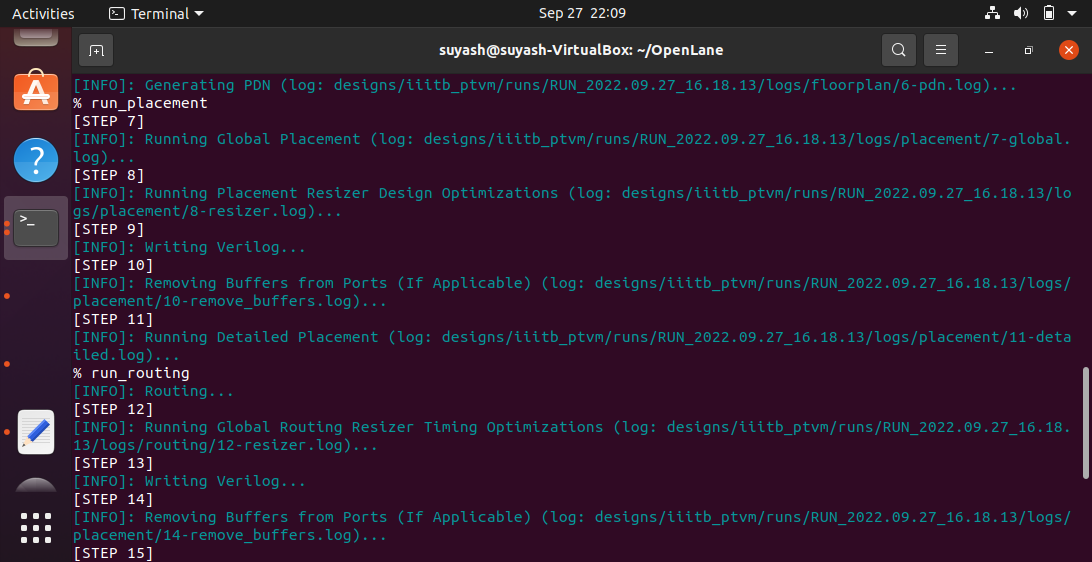 Activities
Terminal
Sep 27 22:09
suyash@suyash-VirtualBox: ~/OpenLane
[INFO]: Generating PDN (log: designs/iiitb_ptvm/runs/RUN_2022.09.27_16.18.13/logs/floorplan/6-pdn.log)...
% run_placement
[STEP 7]
[INFO]: Running Global Placement (log: designs/iiitb_ptvm/runs/RUN_2022.09.27_16.18.13/logs/placement/7-global.
log)...
[STEP 8]
[INFO]: Running Placement Resizer Design Optimizations (log: designs/iiitb_ptvm/runs/RUN_2022.09.27_16.18.13/lo
gs/placement/8-resizer.log)...
[STEP 9]
[INFO]: Writing Verilog...
[STEP 10]
[INFO]: Removing Buffers from Ports (If Applicable) (log: designs/iiitb_ptvm/runs/RUN_2022.09.27_16.18.13/logs/
placement/10-remove_buffers.log)...
[STEP 11]
[INFO]: Running Detailed Placement (log: designs/iiitb_ptvm/runs/RUN_2022.09.27_16.18.13/logs/placement/11-deta
iled.log)...
% run_routing
[INFO]: Routing...
[STEP 12]
[INFO]: Running Global Routing Resizer Timing Optimizations (log: designs/iiitb_ptvm/runs/RUN_2022.09.27_16.18.
13/logs/routing/12-resizer.log)...
[STEP 13]
[INFO]: Writing Verilog...
[STEP 14]
[INFO]: Removing Buffers from Ports (If Applicable) (log: designs/iiitb_ptvm/runs/RUN_2022.09.27_16.18.13/logs/
placement/14-remove_buffers.log)...
[STEP 15]